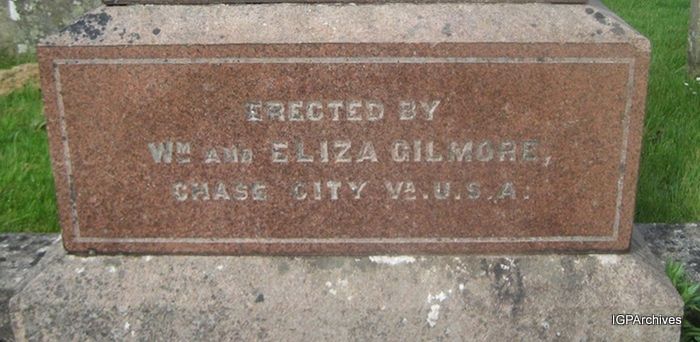 ERECTED BY
Wᴹ AND ELIZA GILMORE,
CHASE CITY Vᴬ. U.S.A.
IGPArchives